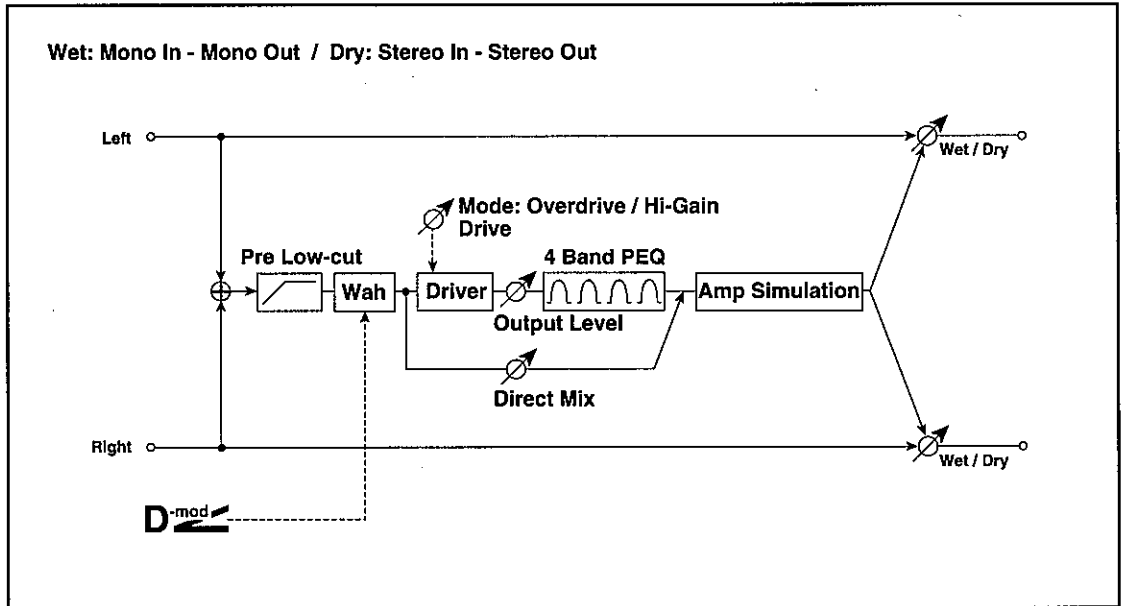 Wet: Mono In - Mono Out / Dry: Stereo In - Stereo Out
Left
Wet / Dry
Mode: Overdrive / Hi-Gain
Drive
Pre Low-cut
4 Band PEQ
Wah
Driver
Amp Simulation
Output Level
Direct Mix
Right
Wet / Dry
D-mod